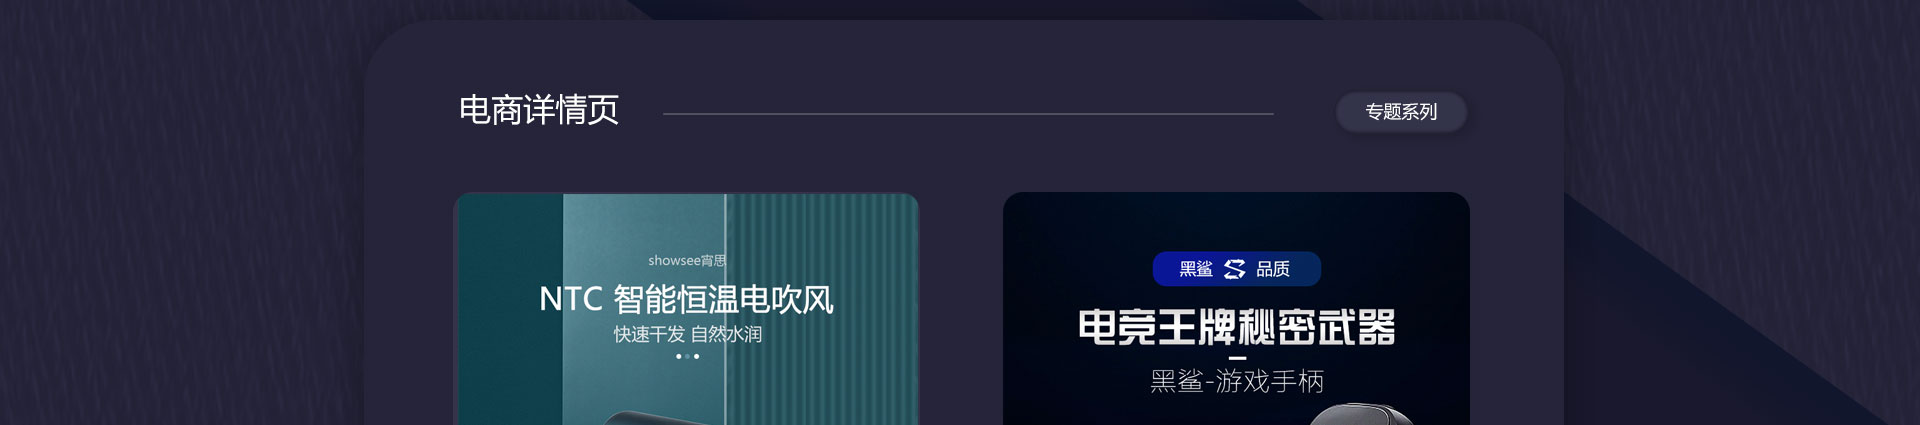 电商详情页
专题系列
showsee宵思
NTC 智能恒温电吹风
快速干发 自然水润
黑鲨 品质
电竞王牌秘密武器
黑鲨-游戏手柄